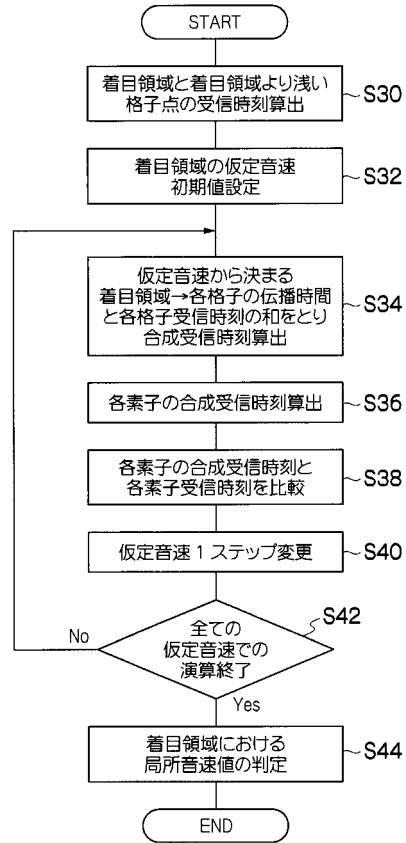 START
着目領域と着目領域より浅い
格子点の受信時刻算出
S30
着目領域の仮定音速
初期値設定
S32
仮定音速から決まる
着目領域→各格子の伝播時間
と各格子受信時刻の和をとり
合成受信時刻算出
S34
各素子の合成受信時刻算出
S36
各素子の合成受信時刻と
各素子受信時刻を比較
S38
仮定音速1ステップ変更
S40
全ての
仮定音速での
演算終了
S42
No
Yes
着目領域における
局所音速値の判定
S44
END